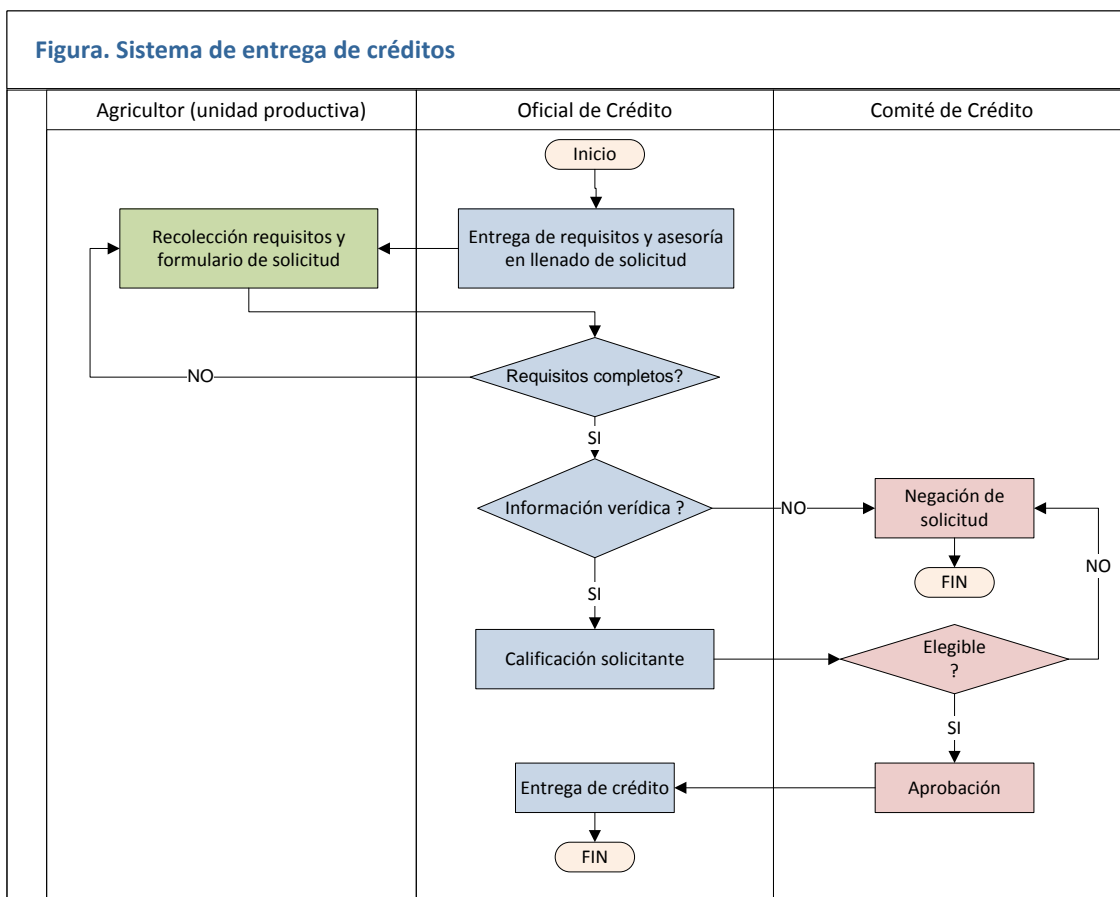 Figura. Sistema de entrega de créditos
Agricultor (unidad productiva)
Oficial de Crédito
Comité de Crédito
Inicio
Recolección requisitos y
formulario de solicitud
Entrega de requisitos y asesoría
en llenado de solicitud
NO
Requisitos completos?
SI
Información verídica ?
NO
Negación de
solicitud
NO
FIN
SI
Calificación solicitante
Elegible
?
SI
Entrega de crédito
Aprobación
FIN